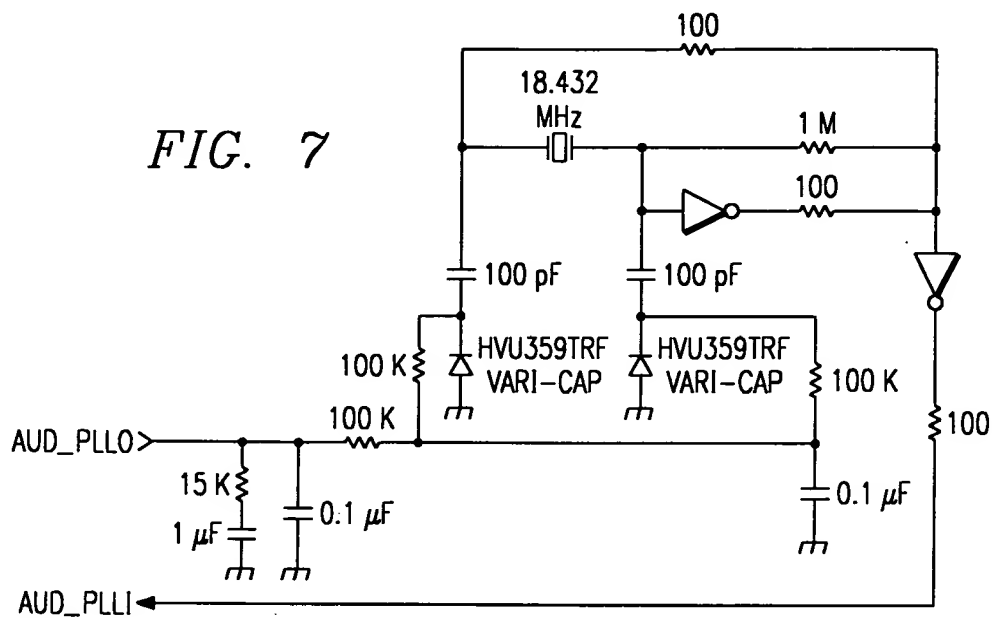 100
18.432
MHz
FIG. 7
1 M
100
100 pF
100 pF
HVU359TRF
VARI-CAP
HVU359TRF
VARI-CAP
100 K
100 K
100 K
100
AUD_PLLO
15 K
1 μF
0.1 μF
0.1 μF
AUD_PLLI